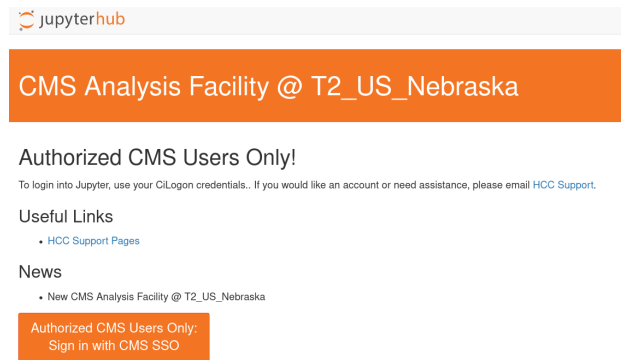 jupyterhub
CMS Analysis Facility @ T2_US_Nebraska
Authorized CMS Users Only!
To login into Jupyter, use your CiLogon credentials.. If you would like an account or need assistance, please email HCC Support.
Useful Links
• HCC Support Pages
News
• New CMS Analysis Facility @ T2_US_Nebraska
Authorized CMS Users Only:
Sign in with CMS SSO